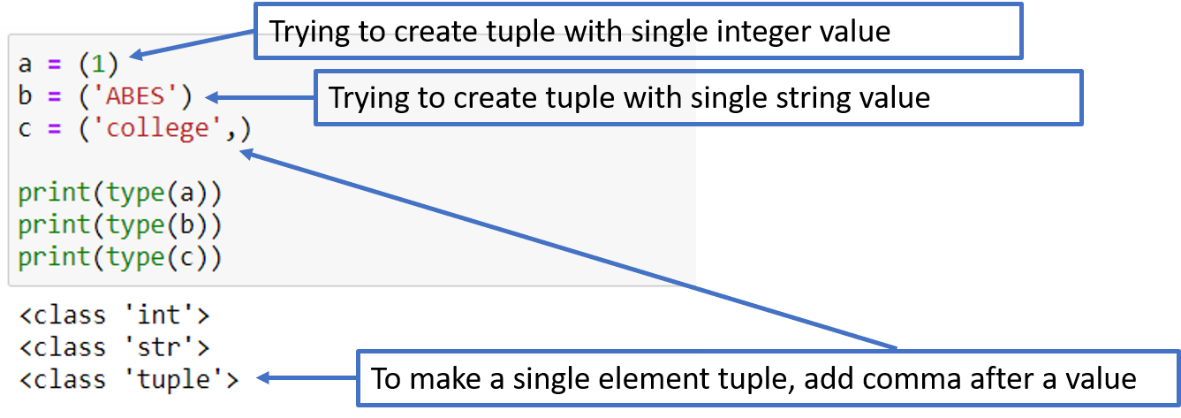 Trying to create tuple with single integer value
a = (1)
b = ('ABES')
Trying to create tuple with single string value
c = ('college',)
print(type(a))
print(type(b))
print(type(c))
<class 'int'>
<class 'str'>
<class 'tuple'>
To make a single element tuple, add comma after a value